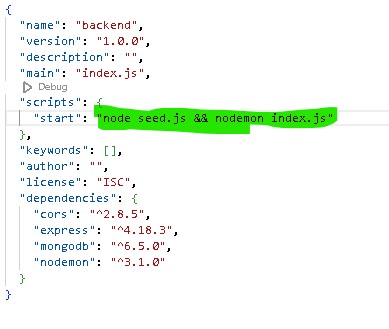 {
"name": "backend",
"version": "1.0.0",
"description": "",
"main": "index.js",
Debug
"scripts": {
"start": "node seed.js && nodemon index.js"
},
"keywords": [],
"author": "",
"license": "ISC",
"dependencies": {
"cors": "^2.8.5",
"express": "^4.18.3",
"mongodb": "^6.5.0",
"nodemon": "^3.1.0"
}
}